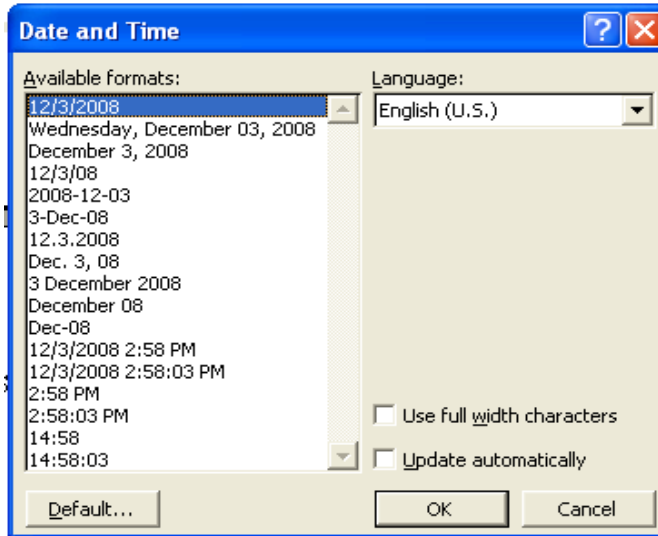 Date and Time
Available formats:
12/3/2008
Wednesday, December 03, 2008
December 3, 2008
12/3/08
2008-12-03
3-Dec-08
12.3.2008
Dec. 3, 08
3 December 2008
December 08
Dec-08
12/3/2008 2:58 PM
12/3/2008 2:58:03 PM
2:58 PM
2:58:03 PM
14:58
14:58:03
Language:
English (U.S.)
Use full width characters
Update automatically
Default...
OK
Cancel